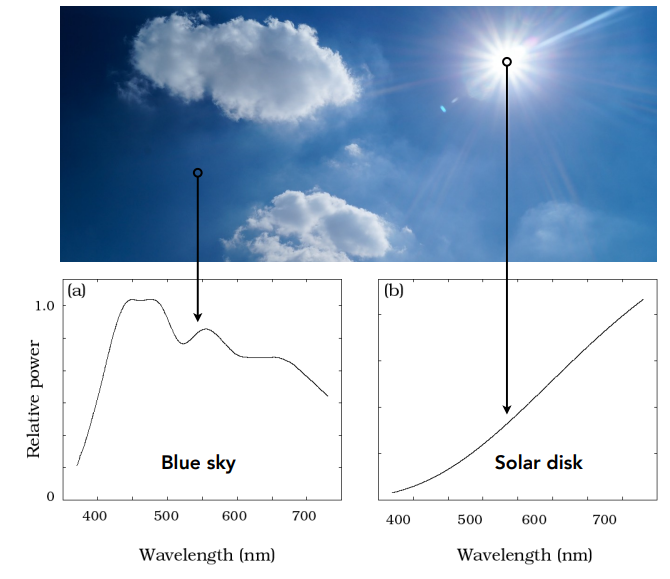 (a)
(b)
1.0
Relative power
0
Blue sky
Solar disk
400 500 600 700
400 500 600 700
Wavelength (nm)
Wavelength (nm)